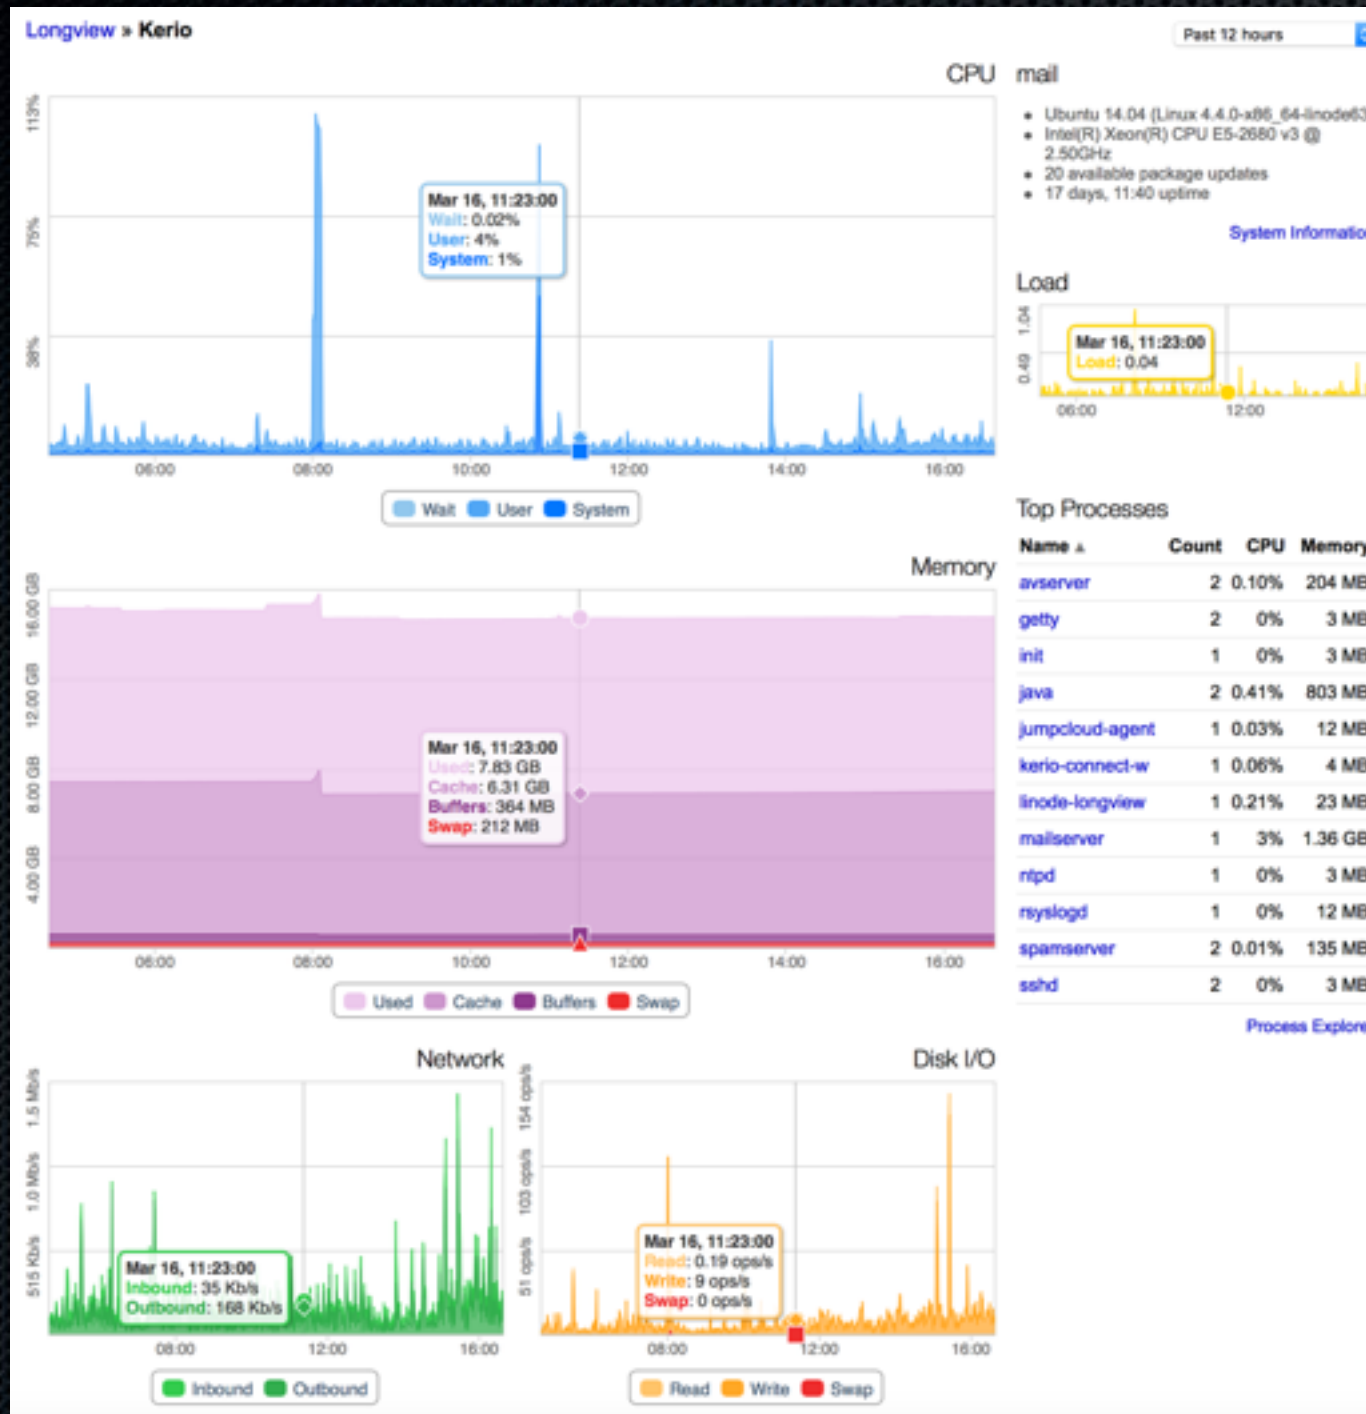 Longview » Kerio
Past 12 hours
CPU
113%
75%
38%
Mar 16, 11:23:00
Wait: 0.02%
User: 4%
System: 1%
06:00 08:00 10:00 12:00 14:00 16:00
Wait User System
mail
Ubuntu 14.04 (Linux 4.4.0-x86_64-linode63
Intel(R) Xeon(R) CPU E5-2680 v3 @
2.50GHz
20 available package updates
17 days, 11:40 uptime
System Information
Load
1.04
0.49
Mar 16, 11:23:00
Load: 0.04
06:00 12:00
Memory
16.00 GB
12.00 GB
8.00 GB
4.00 GB
Mar 16, 11:23:00
Used: 7.83 GB
Cache: 6.31 GB
Buffers: 364 MB
Swap: 212 MB
06:00 08:00 10:00 12:00 14:00 16:00
Used Cache Buffers Swap
Top Processes
Name ▲ Count CPU Memory
avserver 2 0.10% 204 MB
getty 2 0% 3 MB
init 1 0% 3 MB
java 2 0.41% 803 MB
jumpcloud-agent 1 0.03% 12 MB
kerio-connect-w 1 0.06% 4 MB
linode-longview 1 0.21% 23 MB
mailserver 1 3% 1.36 GB
ntpd 1 0% 3 MB
rsyslogd 1 0% 12 MB
spamserver 2 0.01% 135 MB
sshd 2 0% 3 MB
Process Explore
Network
1.5 Mb/s
1.0 Mb/s
515 Kb/s
Mar 16, 11:23:00
Inbound: 35 Kb/s
Outbound: 168 Kb/s
08:00 12:00 16:00
Inbound Outbound
Disk I/O
154 ops/s
103 ops/s
51 ops/s
Mar 16, 11:23:00
Read: 0.19 ops/s
Write: 9 ops/s
Swap: 0 ops/s
08:00 12:00 16:00
Read Write Swap